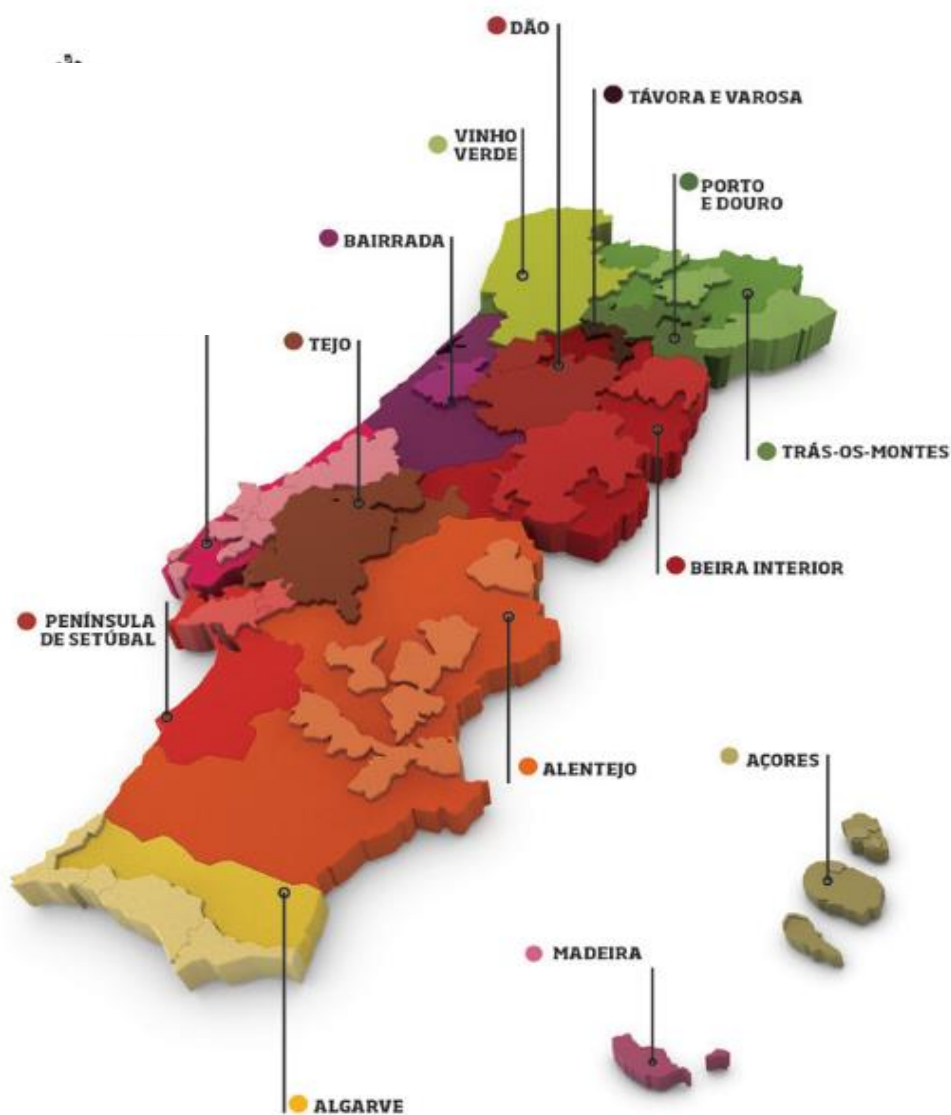 DÃO
TÁVORA E VAROSA
VINHO
VERDE
PORTO
E DOURO
BAIRRADA
TEJO
TRÁS-OS-MONTES
BEIRA INTERIOR
PENÍNSULA
DE SETÚBAL
AÇORES
ALENTEJO
MADEIRA
ALGARVE